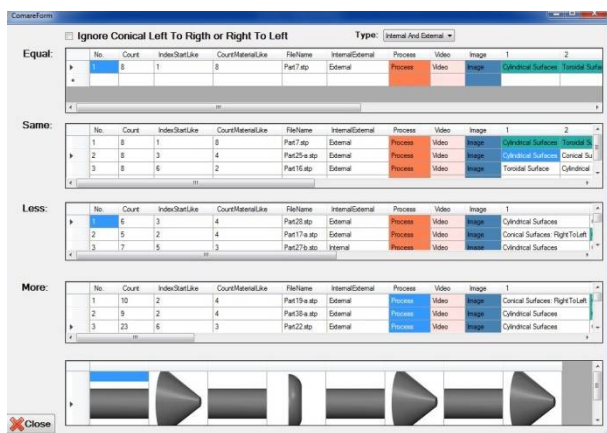 ComareForm
Ignore Conical Left To Rigth or Right To Left Type: Internal And External
Equal:
No. Count IndexStartLike CountMaterialLike FileName InternalExternal Process Video Image 1 2
1 8 1 8 Part7.stp External Process Video Image Cylindrical Surfaces Toroidal Surfa
Same:
No. Count IndexStartLike CountMaterialLike FileName InternalExternal Process Video Image 1 2
1 8 1 8 Part7.stp External Process Video Image Cylindrical Surfaces Toroidal Su
2 8 3 4 Part25-a.stp External Process Video Image Cylindrical Surfaces Conical Su
3 8 6 2 Part16.stp External Process Video Image Toroidal Surface Cylindrical
Less:
No. Count IndexStartLike CountMaterialLike FileName InternalExternal Process Video Image 1
1 6 3 4 Part28.stp External Process Video Image Cylindrical Surfaces
2 5 2 4 Part17-a.stp External Process Video Image Conical Surfaces: RightToLeft
3 7 5 3 Part27-b.stp Internal Process Video Image Cylindrical Surfaces
More:
No. Count IndexStartLike CountMaterialLike FileName InternalExternal Process Video Image 1
1 10 2 4 Part19-a.stp External Process Video Image Conical Surfaces: RightToLeft
2 9 2 4 Part38-a.stp External Process Video Image Cylindrical Surfaces
3 23 6 3 Part22.stp External Process Video Image Cylindrical Surfaces
Close